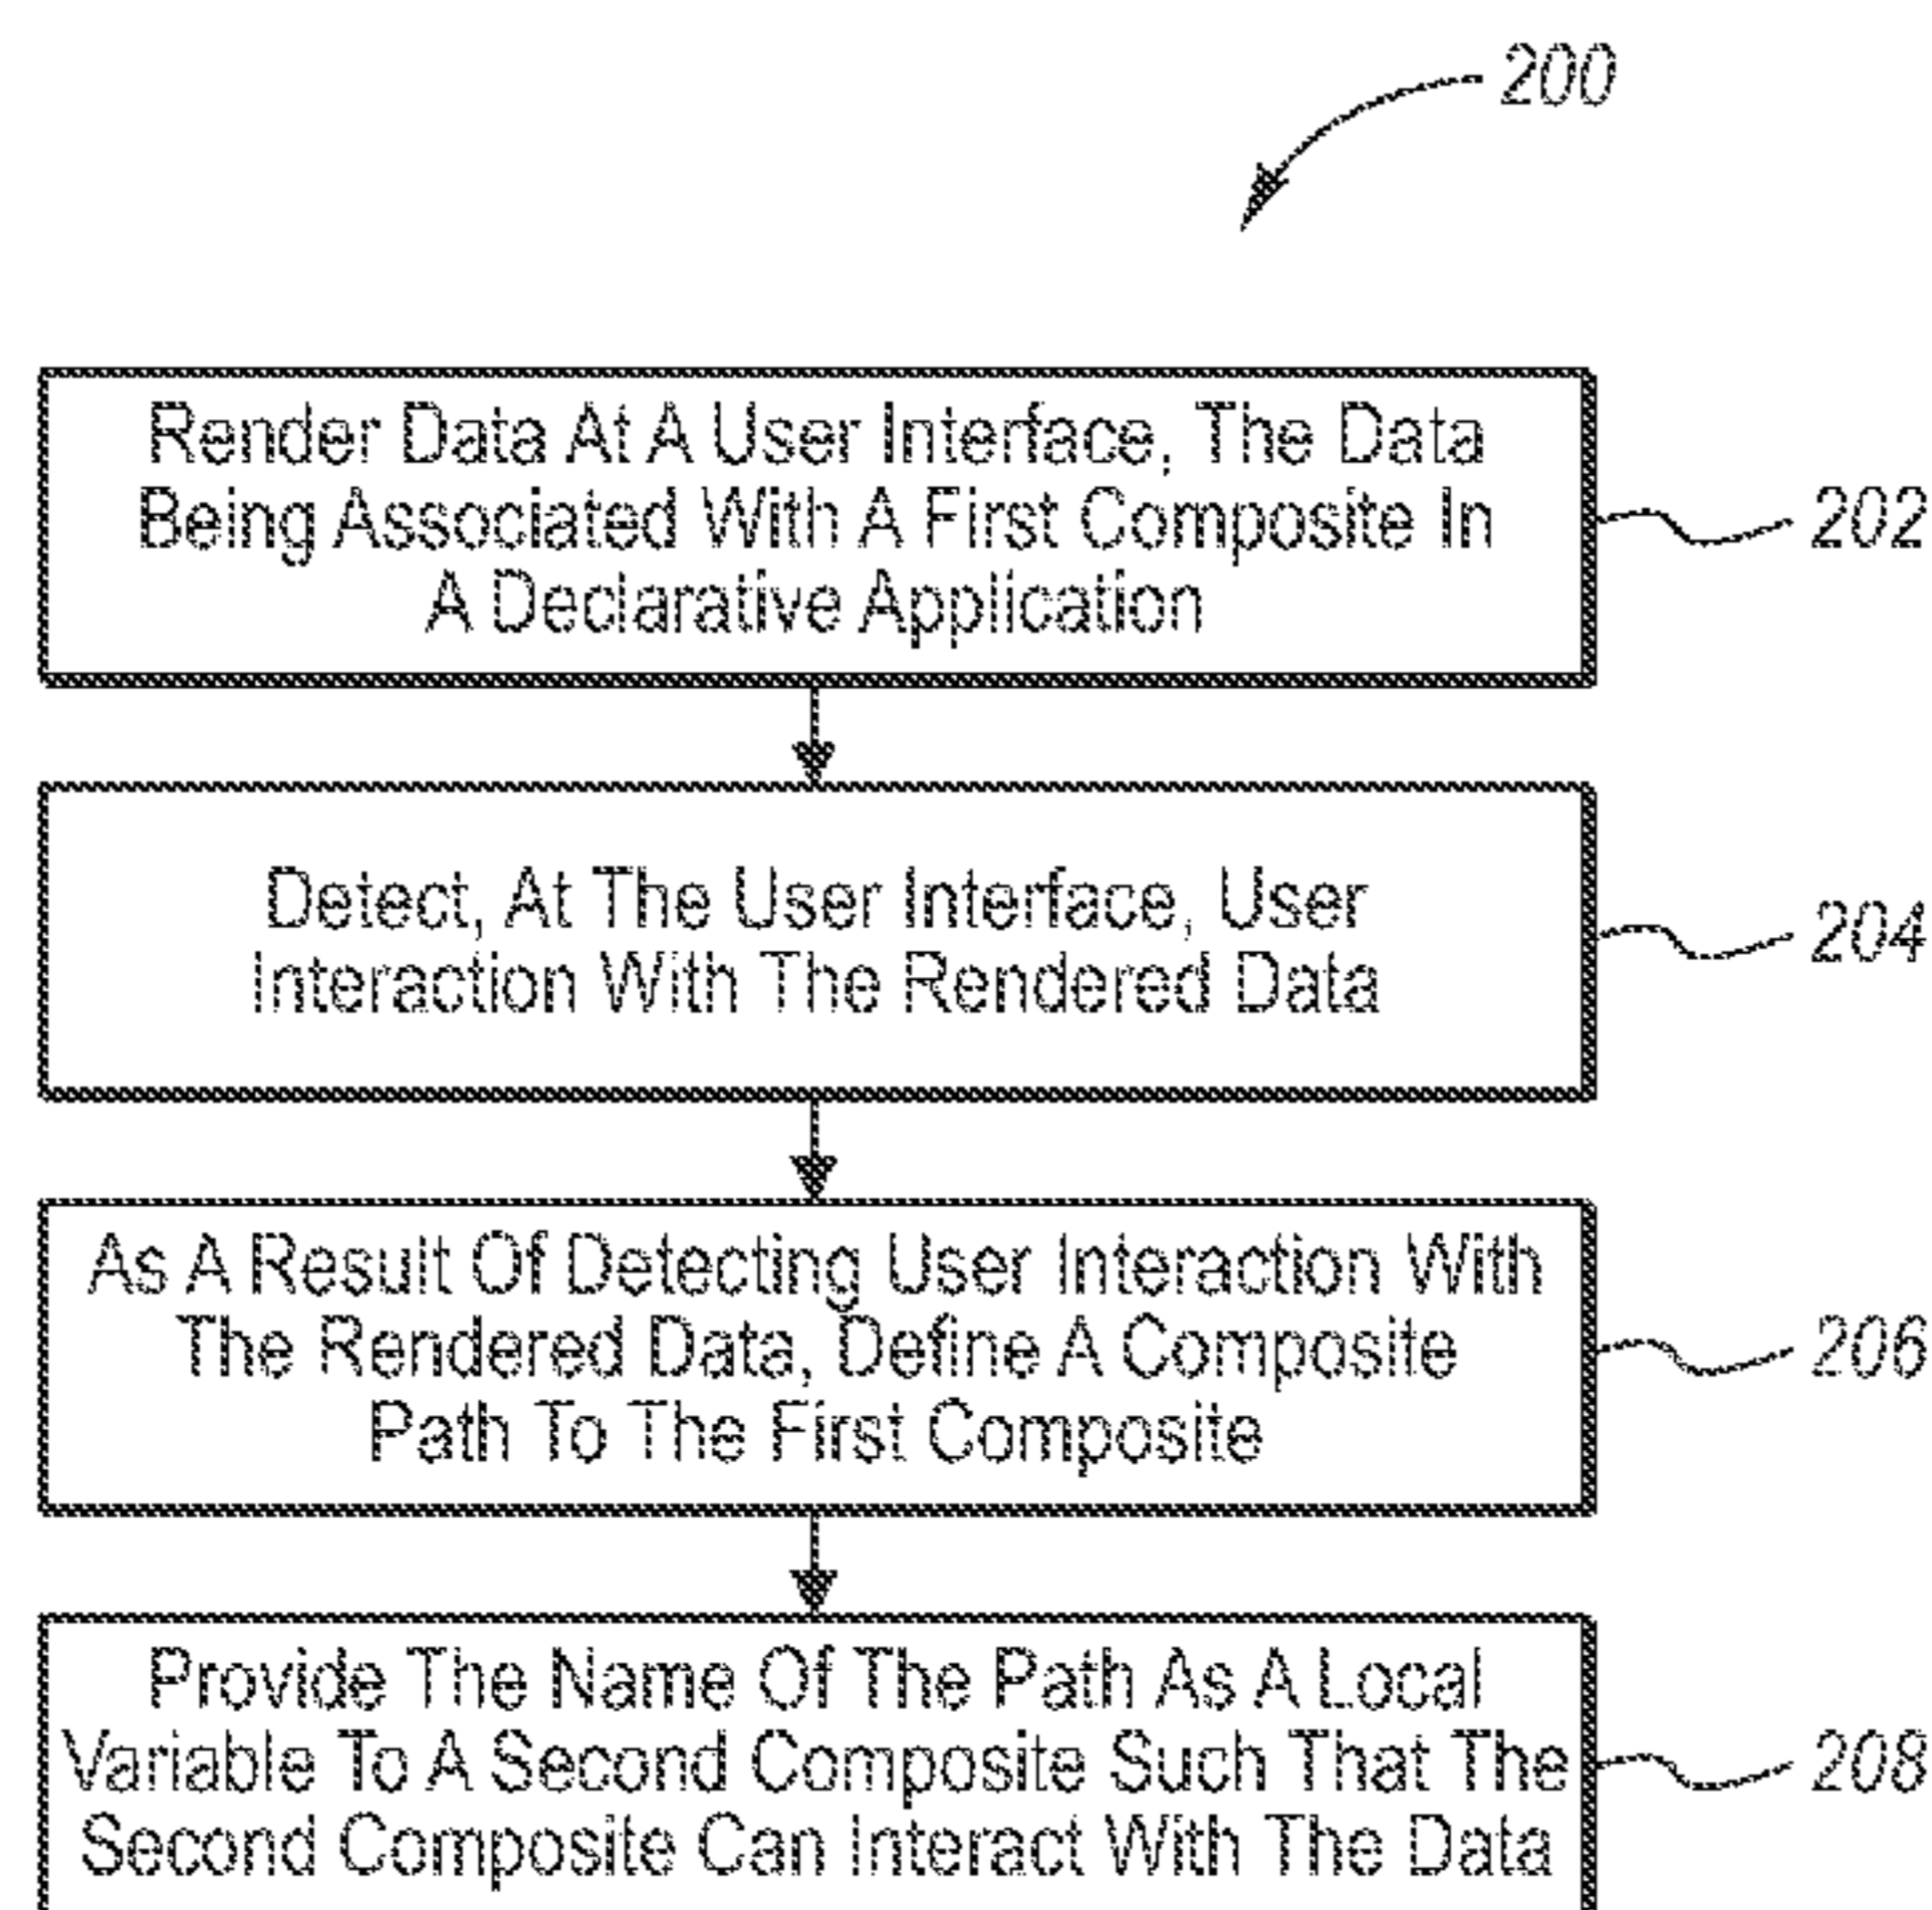 200
Render Data At A User Interface, The Data
Being Associated With A First Composite In
A Declarative Application
202
Detect, At The User Interface, User
Interaction With The Rendered Data
204
As A Result Of Detecting User Interaction With
The Rendered Data, Define A Composite
Path To The First Composite
206
Provide The Name Of The Path As A Local
Variable To A Second Composite Such That The
Second Composite Can Interact With The Data
208